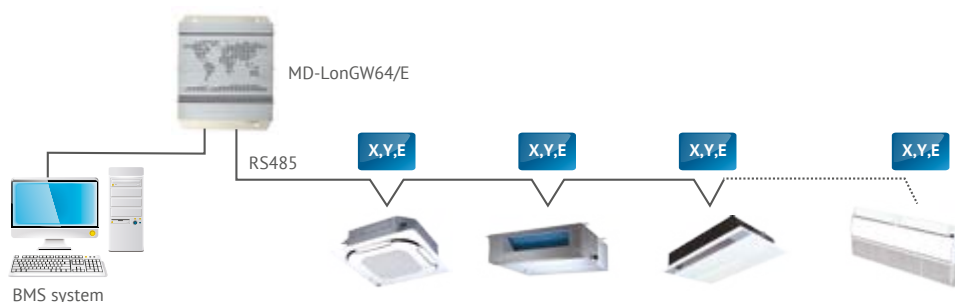 MD-LonGW64/E
RS485
X,Y,E
X,Y,E
X,Y,E
X,Y,E
BMS system